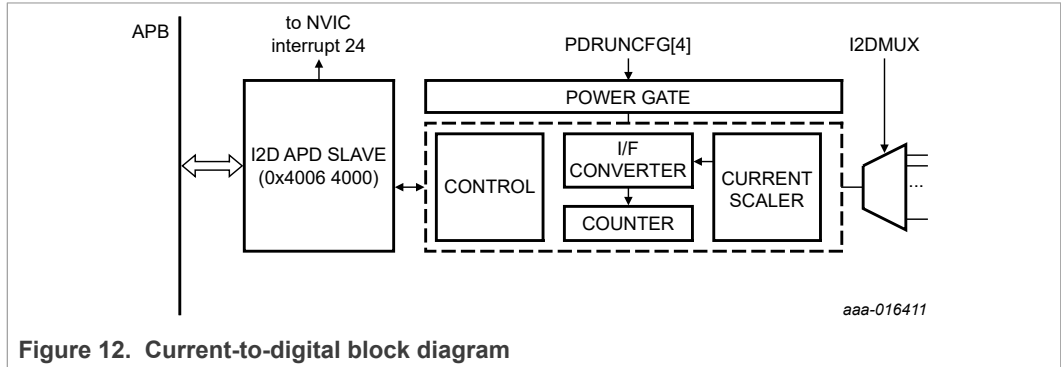 APB
to NVIC
interrupt 24
PDRUNCFG[4]
I2DMUX
POWER GATE
I2D APD SLAVE
(0x4006 4000)
CONTROL
I/F
CONVERTER
COUNTER
CURRENT
SCALER
...
aaa-016411
Figure 12. Current-to-digital block diagram